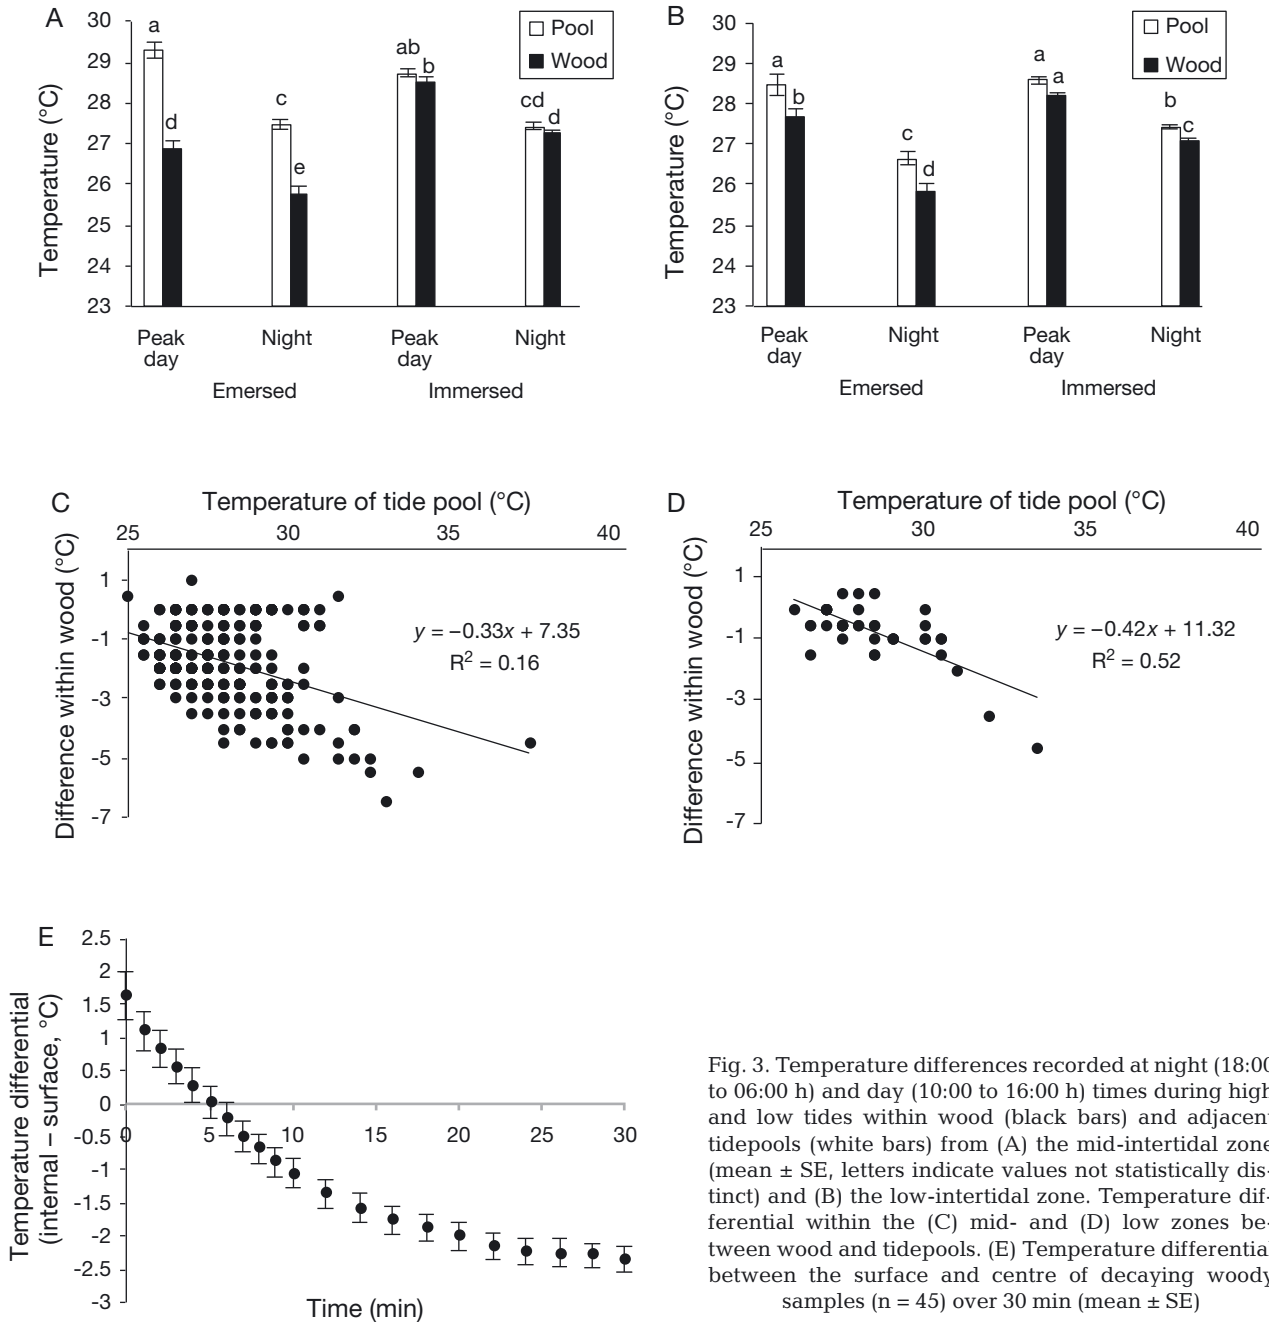 A
30
29
28
27
26
25
24
23
Temperature (°C)
Pool
Wood
a
d
c
e
ab
b
cd
d
Peak day
Night
Peak day
Night
Emersed
Immersed
B
30
29
28
27
26
25
24
23
Temperature (°C)
Pool
Wood
a
b
c
d
a
a
b
c
Peak day
Night
Peak day
Night
Emersed
Immersed
C
Temperature of tide pool (°C)
25 30 35 40
Difference within wood (°C)
1
-1
-3
-5
-7
y = −0.33x + 7.35
R² = 0.16
D
Temperature of tide pool (°C)
25 30 35 40
Difference within wood (°C)
1
-1
-3
-5
-7
y = −0.42x + 11.32
R² = 0.52
E
Temperature differential
(internal – surface, °C)
2.5
2
1.5
1
0.5
0
-0.5
-1
-1.5
-2
-2.5
-3
0 5 10 15 20 25 30
Time (min)
Fig. 3. Temperature differences recorded at night (18:00
to 06:00 h) and day (10:00 to 16:00 h) times during high
and low tides within wood (black bars) and adjacent
tidepools (white bars) from (A) the mid-intertidal zone
(mean ± SE, letters indicate values not statistically dis-
tinct) and (B) the low-intertidal zone. Temperature dif-
ferential within the (C) mid- and (D) low zones be-
tween wood and tidepools. (E) Temperature differential
between the surface and centre of decaying woody
samples (n = 45) over 30 min (mean ± SE)